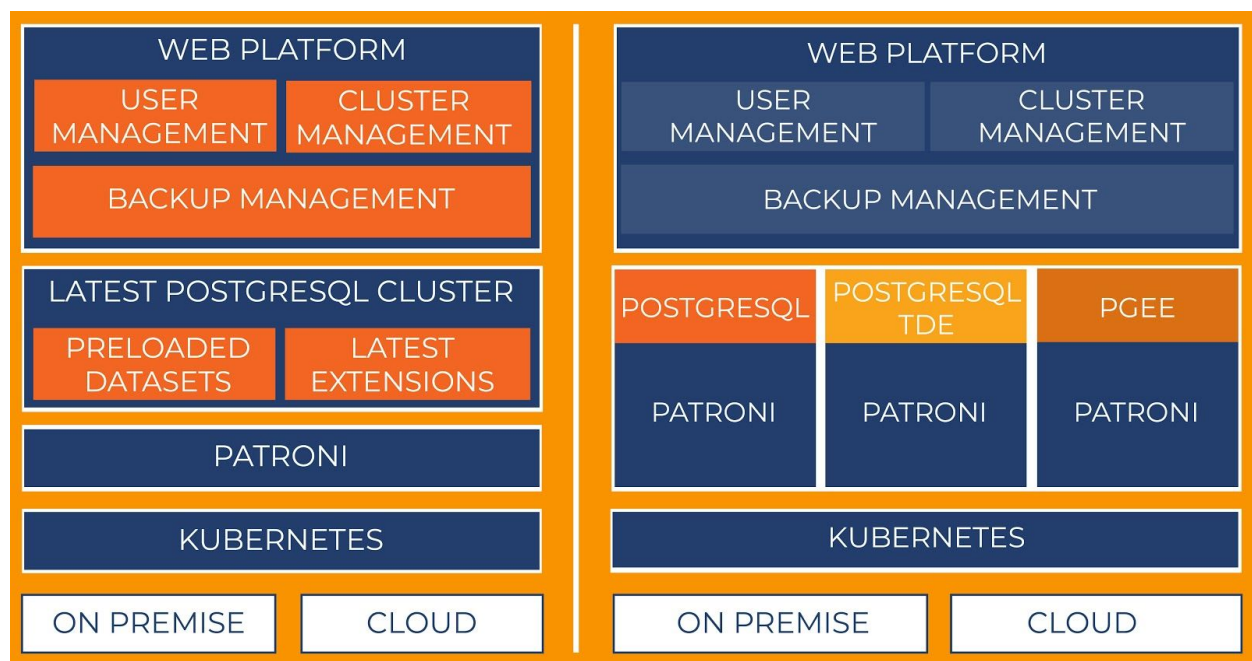 WEB PLATFORM
USER
MANAGEMENT
CLUSTER
MANAGEMENT
BACKUP MANAGEMENT
LATEST POSTGRESQL CLUSTER
PRELOADED
DATASETS
LATEST
EXTENSIONS
PATRONI
KUBERNETES
ON PREMISE
CLOUD
WEB PLATFORM
USER
MANAGEMENT
CLUSTER
MANAGEMENT
BACKUP MANAGEMENT
POSTGRESQL
POSTGRESQL
TDE
PGEE
PATRONI
PATRONI
PATRONI
KUBERNETES
ON PREMISE
CLOUD